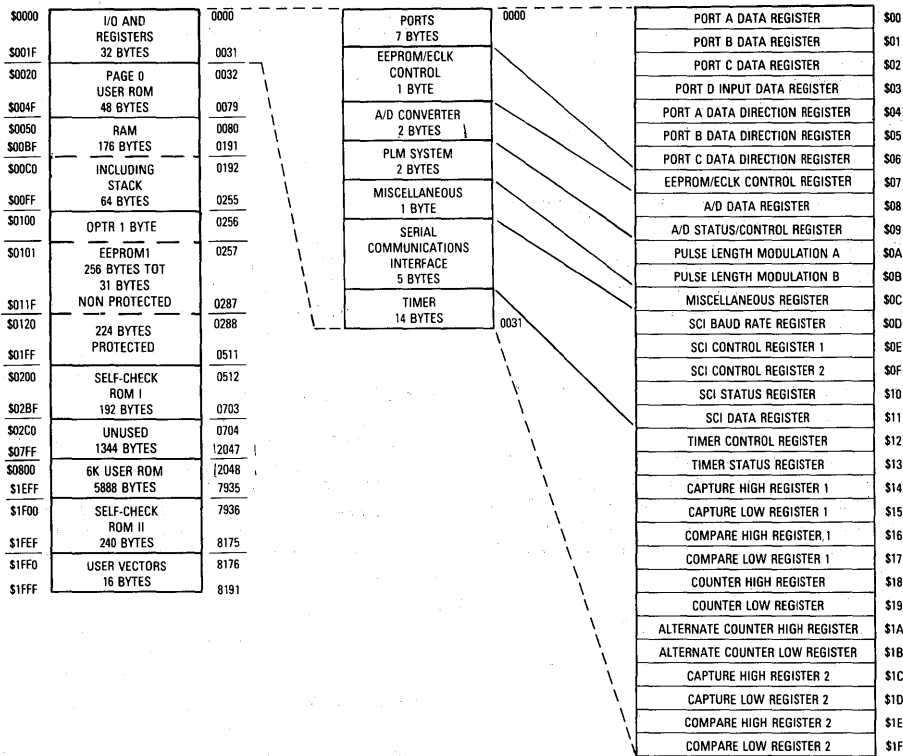 $0000 I/O AND 0000
REGISTERS
$001F 32 BYTES 0031
$0020 PAGE 0 0032
USER ROM
$004F 48 BYTES 0079
$0050 RAM 0080
$00BF 176 BYTES 0191
$00C0 INCLUDING 0192
STACK
$00FF 64 BYTES 0255
$0100 OPTR 1 BYTE 0256
$0101 EEPROM1 0257
256 BYTES TOT
31 BYTES
$011F NON PROTECTED 0287
$0120 224 BYTES 0288
PROTECTED
$01FF 0511
$0200 SELF-CHECK 0512
ROM I
$02BF 192 BYTES 0703
$02C0 UNUSED 0704
$07FF 1344 BYTES 2047
$0800 6K USER ROM 2048
$1EFF 5888 BYTES 7935
$1F00 SELF-CHECK 7936
ROM II
$1FEF 240 BYTES 8175
$1FF0 USER VECTORS 8176
$1FFF 16 BYTES 8191
PORTS 0000
7 BYTES
EEPROM/ECLK
CONTROL
1 BYTE
A/D CONVERTER
2 BYTES
PLM SYSTEM
2 BYTES
MISCELLANEOUS
1 BYTE
SERIAL
COMMUNICATIONS
INTERFACE
5 BYTES
TIMER
14 BYTES 0031
PORT A DATA REGISTER $00
PORT B DATA REGISTER $01
PORT C DATA REGISTER $02
PORT D INPUT DATA REGISTER $03
PORT A DATA DIRECTION REGISTER $04
PORT B DATA DIRECTION REGISTER $05
PORT C DATA DIRECTION REGISTER $06
EEPROM/ECLK CONTROL REGISTER $07
A/D DATA REGISTER $08
A/D STATUS/CONTROL REGISTER $09
PULSE LENGTH MODULATION A $0A
PULSE LENGTH MODULATION B $0B
MISCELLANEOUS REGISTER $0C
SCI BAUD RATE REGISTER $0D
SCI CONTROL REGISTER 1 $0E
SCI CONTROL REGISTER 2 $0F
SCI STATUS REGISTER $10
SCI DATA REGISTER $11
TIMER CONTROL REGISTER $12
TIMER STATUS REGISTER $13
CAPTURE HIGH REGISTER 1 $14
CAPTURE LOW REGISTER 1 $15
COMPARE HIGH REGISTER 1 $16
COMPARE LOW REGISTER 1 $17
COUNTER HIGH REGISTER $18
COUNTER LOW REGISTER $19
ALTERNATE COUNTER HIGH REGISTER $1A
ALTERNATE COUNTER LOW REGISTER $1B
CAPTURE HIGH REGISTER 2 $1C
CAPTURE LOW REGISTER 2 $1D
COMPARE HIGH REGISTER 2 $1E
COMPARE LOW REGISTER 2 $1F